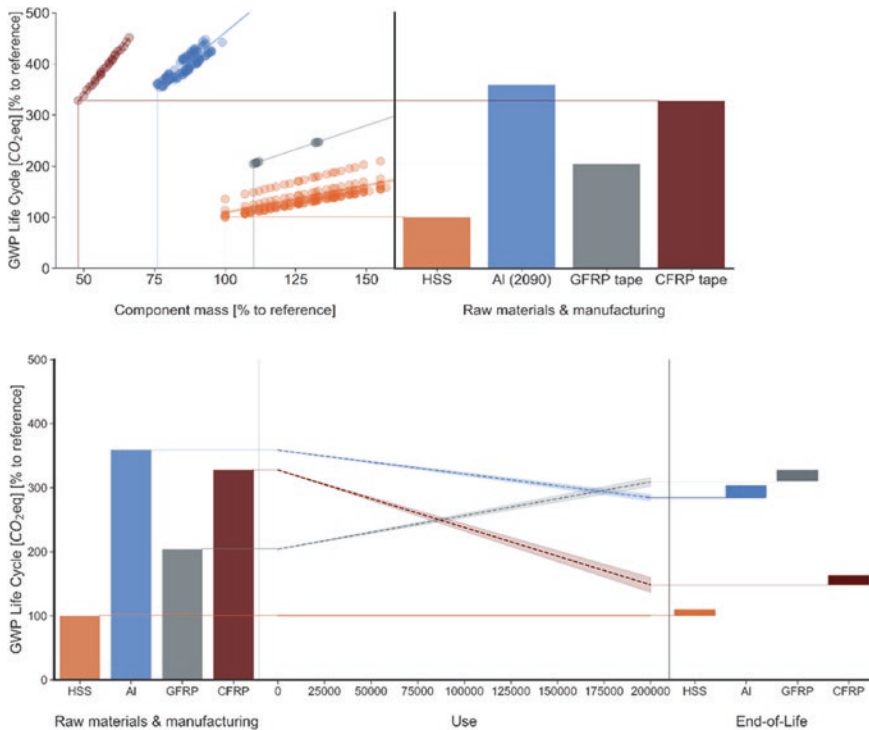 GWP Life Cycle [CO₂eq] [% to reference]
500
400
300
200
100
0
50
75
100
125
150
HSS
Al (2090)
GFRP tape
CFRP tape
Component mass [% to reference]
Raw materials & manufacturing
GWP Life Cycle [CO₂eq] [% to reference]
500
400
300
200
100
0
HSS
Al
GFRP
CFRP
0
25000
50000
75000
100000
125000
150000
175000
200000
HSS
Al
GFRP
CFRP
Raw materials & manufacturing
Use
End-of-Life